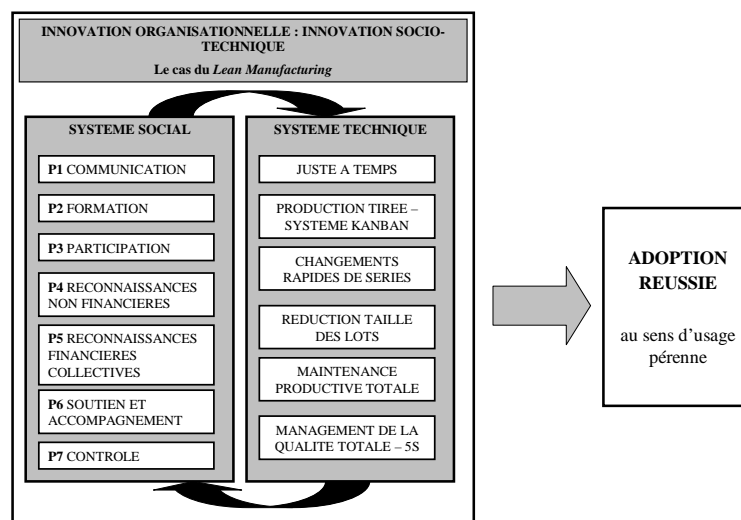 INNOVATION ORGANISATIONNELLE : INNOVATION SOCIO-
TECHNIQUE
Le cas du Lean Manufacturing
SYSTEME SOCIAL
P1 COMMUNICATION
P2 FORMATION
P3 PARTICIPATION
P4 RECONNAISSANCES
NON FINANCIERES
P5 RECONNAISSANCES
FINANCIERES
COLLECTIVES
P6 SOUTIEN ET
ACCOMPAGNEMENT
P7 CONTROLE
SYSTEME TECHNIQUE
JUSTE A TEMPS
PRODUCTION TIREE –
SYSTEME KANBAN
CHANGEMENTS
RAPIDES DE SERIES
REDUCTION TAILLE
DES LOTS
MAINTENANCE
PRODUCTIVE TOTALE
MANAGEMENT DE LA
QUALITE TOTALE – 5S
ADOPTION
REUSSIE
au sens d’usage
pérenne